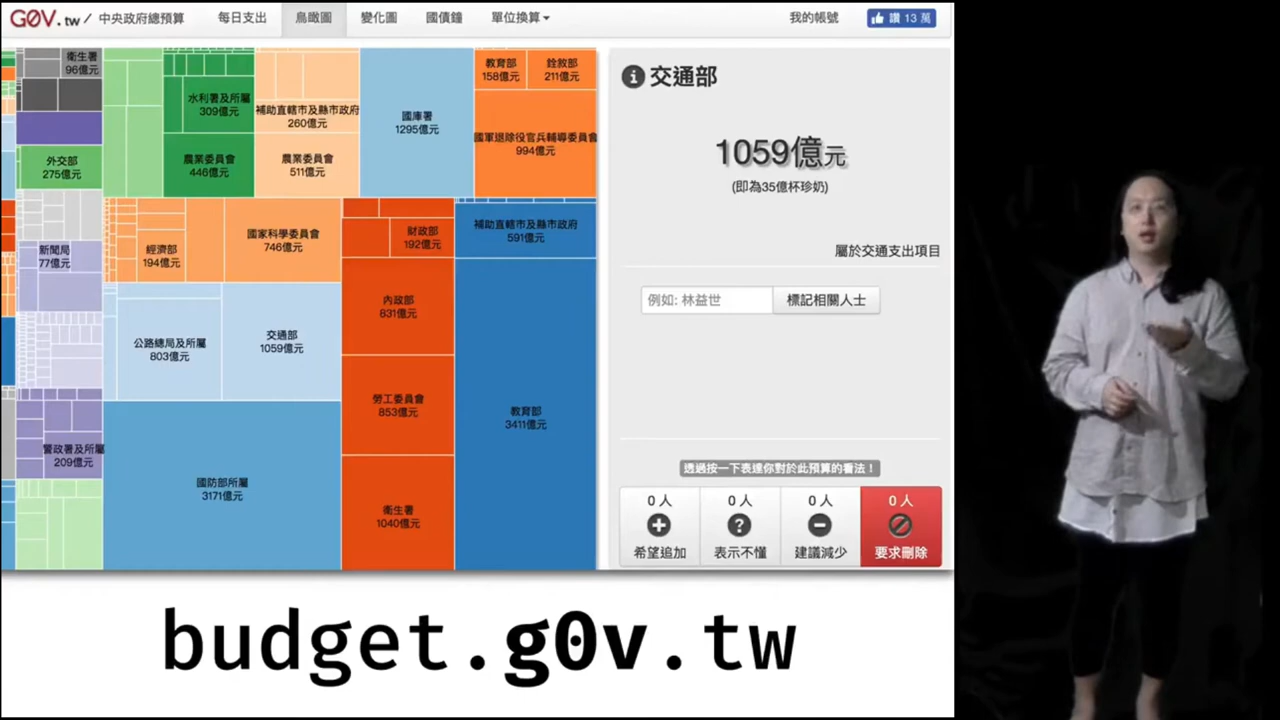 G0V.tw / 中央政府總預算
每日支出
鳥瞰圖
變化圖
國債鐘
單位換算
我的帳號
讚 13 萬
衛生署
96億元
水利署及所屬
309億元
補助直轄市及縣市政府
260億元
國庫署
1295億元
教育部
158億元
銓敘部
211億元
國軍退除役官兵輔導委員會
994億元
外交部
275億元
農業委員會
446億元
農業委員會
511億元
新聞局
77億元
經濟部
194億元
國家科學委員會
746億元
財政部
192億元
補助直轄市及縣市政府
591億元
內政部
831億元
公路總局及所屬
803億元
交通部
1059億元
勞工委員會
853億元
教育部
3411億元
警政署及所屬
209億元
國防部所屬
3171億元
衛生署
1040億元
交通部
1059億元
(即為35億杯珍奶)
屬於交通支出項目
例如: 林益世
標記相關人士
透過按一下表達你對於此預算的看法！
0 人
希望追加
0 人
表示不懂
0 人
建議減少
0 人
要求刪除
budget.g0v.tw